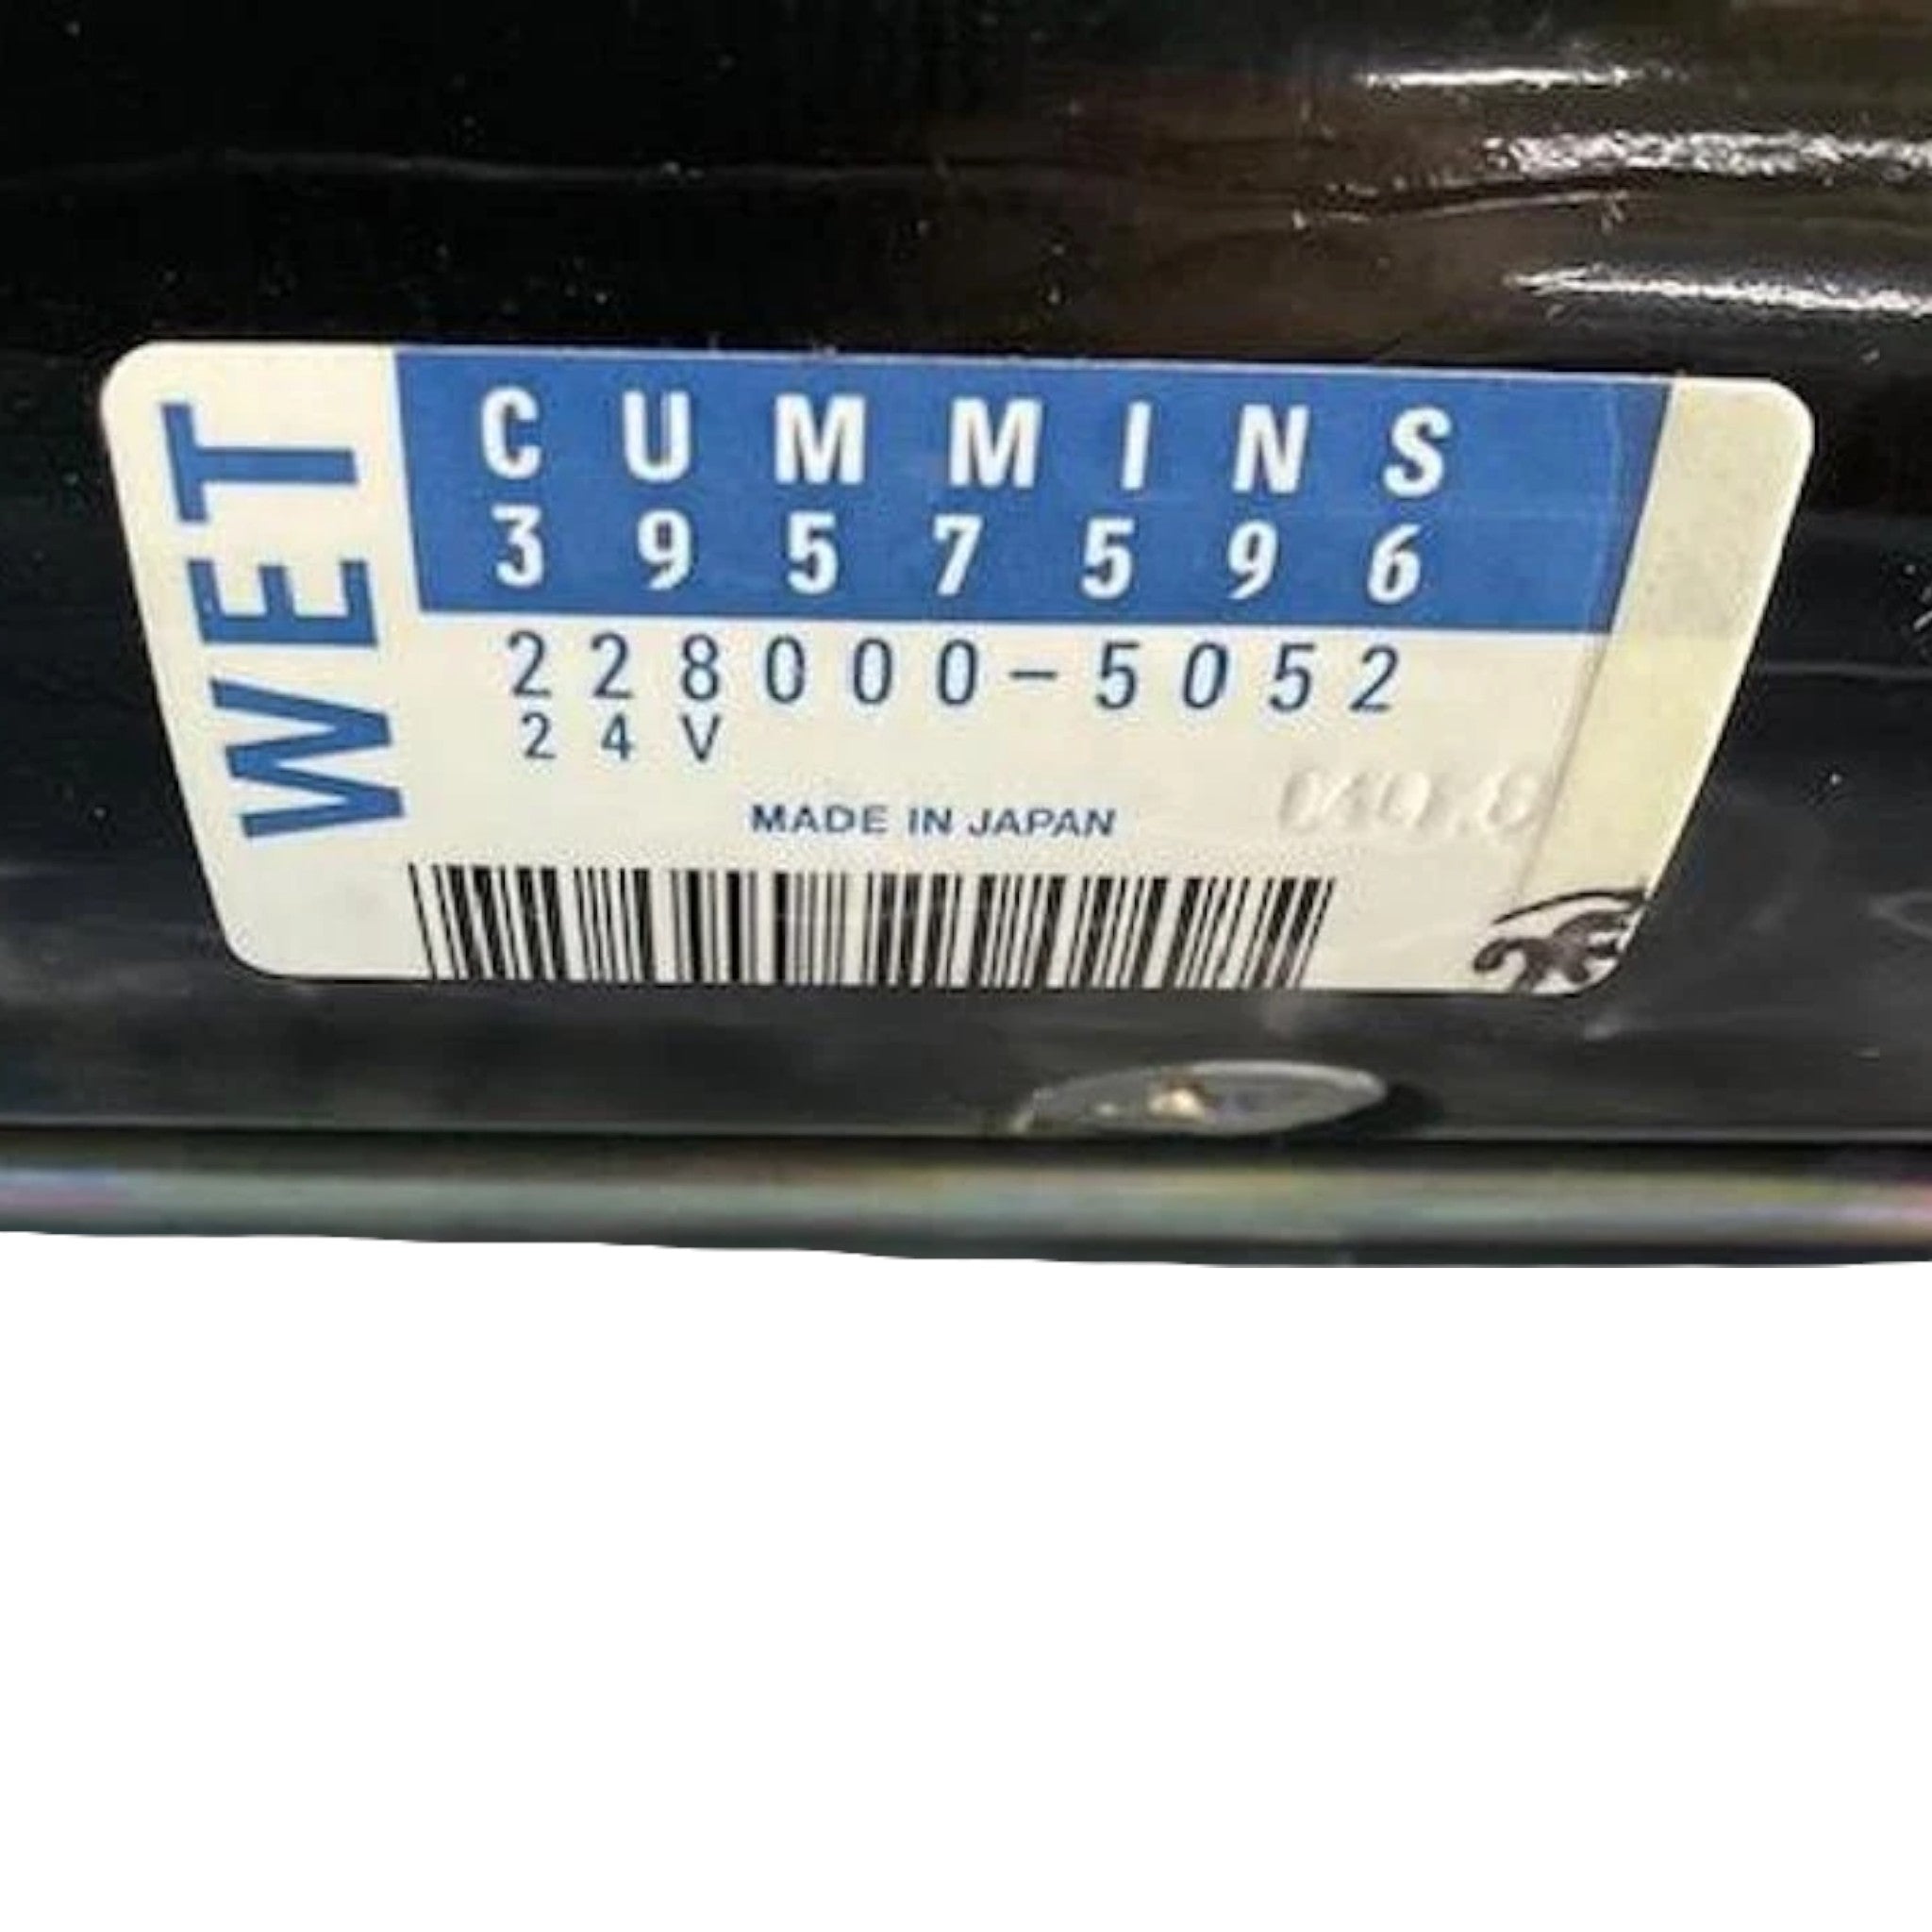 WET
CUMMINS
3957596
228000-5052
24V
MADE IN JAPAN